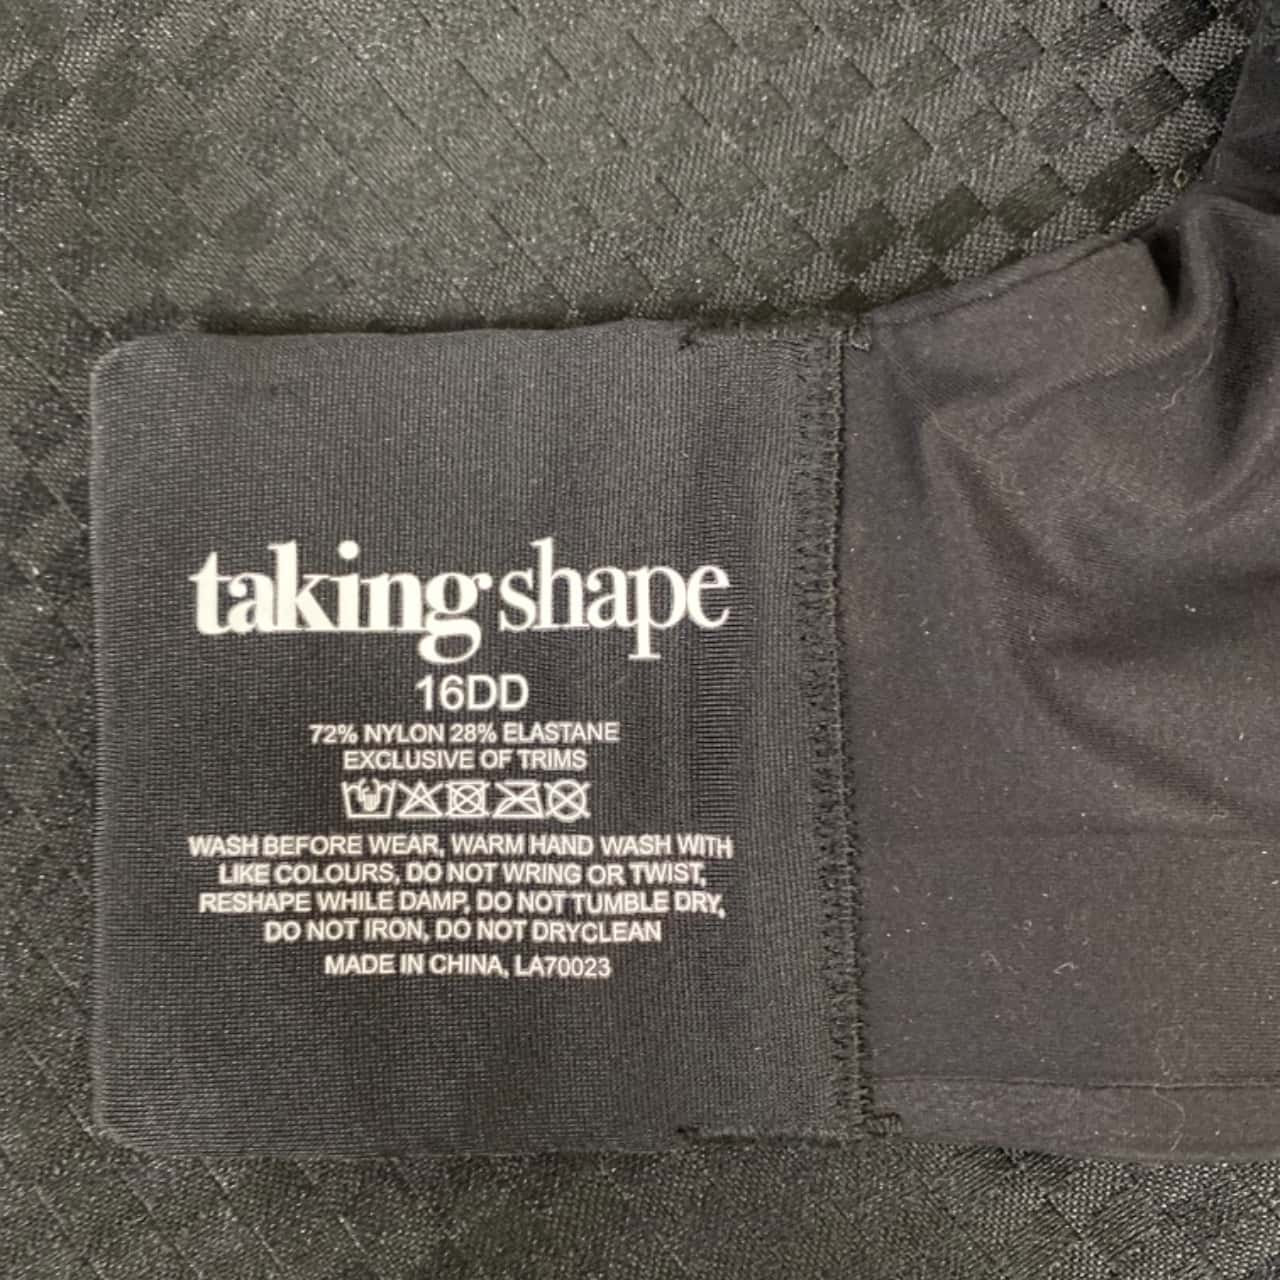 taking shape
16DD
72% NYLON 28% ELASTANE
EXCLUSIVE OF TRIMS
WASH BEFORE WEAR, WARM HAND WASH WITH
LIKE COLOURS, DO NOT WRING OR TWIST,
RESHAPE WHILE DAMP, DO NOT TUMBLE DRY,
DO NOT IRON, DO NOT DRYCLEAN
MADE IN CHINA, LA70023